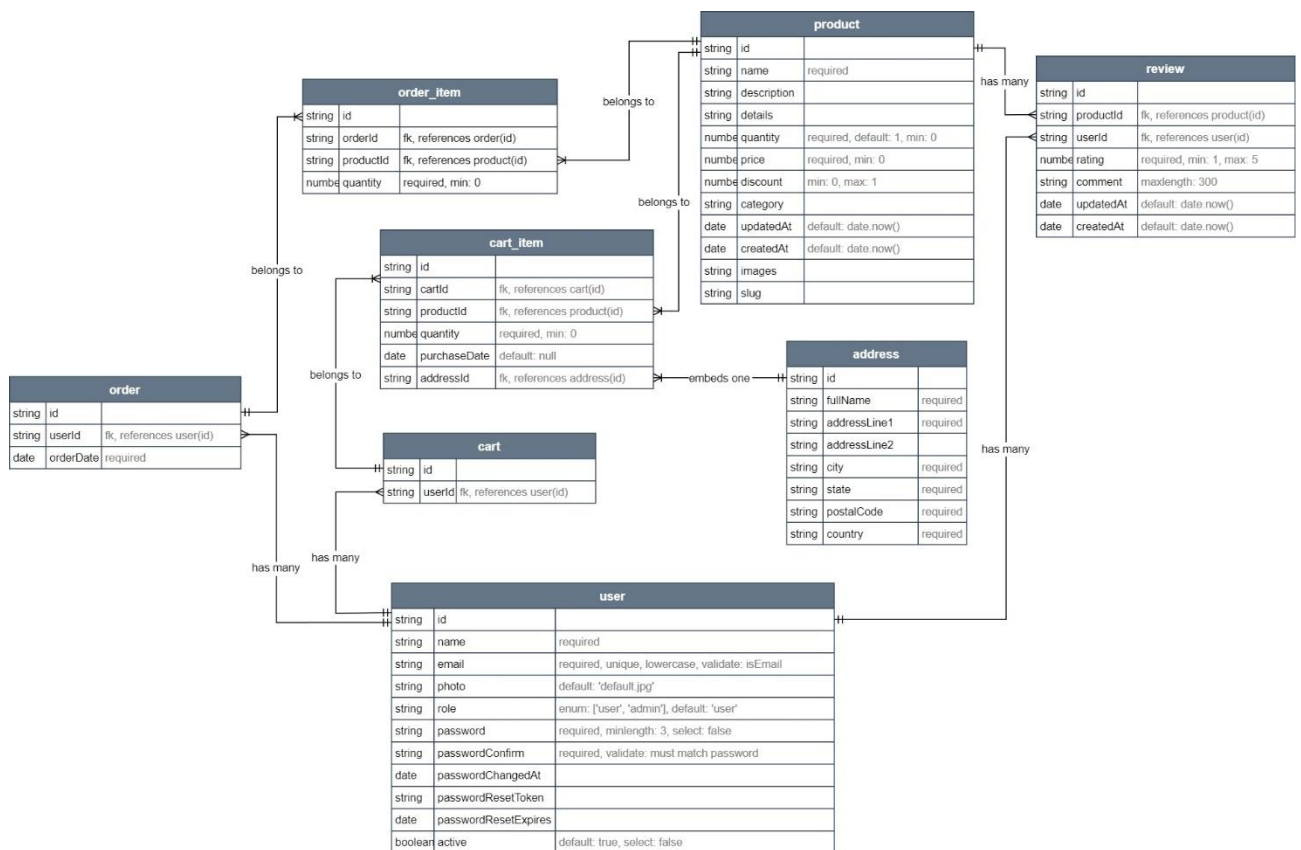 product
string id
string name required
string description
string details
numbe quantity required, default: 1, min: 0
numbe price required, min: 0
numbe discount min: 0, max: 1
string category
date updatedAt default: date.now()
date createdAt default: date.now()
string images
string slug
has many
review
string id
string productId fk, references product(id)
string userId fk, references user(id)
numbe rating required, min: 1, max: 5
string comment maxlength: 300
date updatedAt default: date.now()
date createdAt default: date.now()
order_item
string id
string orderId fk, references order(id)
string productId fk, references product(id)
numbe quantity required, min: 0
belongs to
belongs to
belongs to
cart_item
string id
string cartId fk, references cart(id)
string productId fk, references product(id)
numbe quantity required, min: 0
date purchaseDate default: null
string addressId fk, references address(id)
embeds one
address
string id
string fullName required
string addressLine1 required
string addressLine2
string city required
string state required
string postalCode required
string country required
belongs to
order
string id
string userId fk, references user(id)
date orderDate required
cart
string id
string userId fk, references user(id)
has many
has many
has many
user
string id
string name required
string email required, unique, lowercase, validate: isEmail
string photo default: 'default.jpg'
string role enum: ['user', 'admin'], default: 'user'
string password required, minlength: 3, select: false
string passwordConfirm required, validate: must match password
date passwordChangedAt
string passwordResetToken
date passwordResetExpires
boolean active default: true, select: false